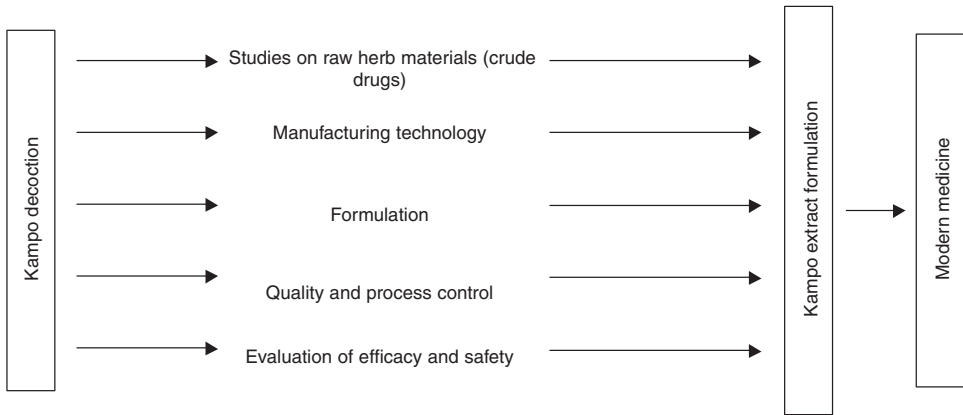 Kampo decoction
Studies on raw herb materials (crude
drugs)
Manufacturing technology
Formulation
Quality and process control
Evaluation of efficacy and safety
Kampo extract formulation
Modern medicine